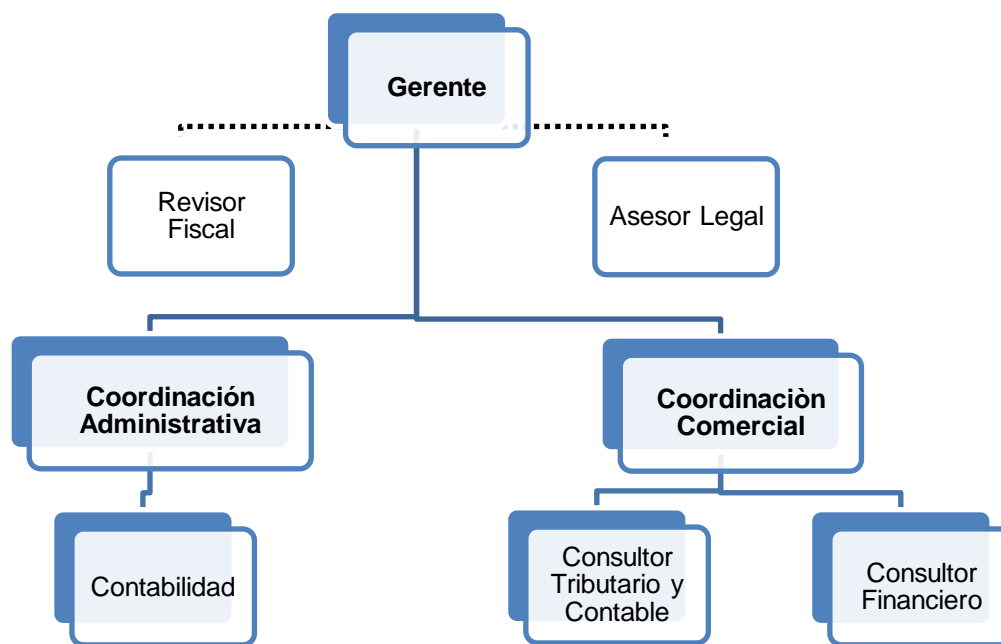 Gerente
Revisor
Fiscal
Asesor Legal
Coordinación
Administrativa
Coordinaciòn
Comercial
Contabilidad
Consultor
Tributario y
Contable
Consultor
Financiero